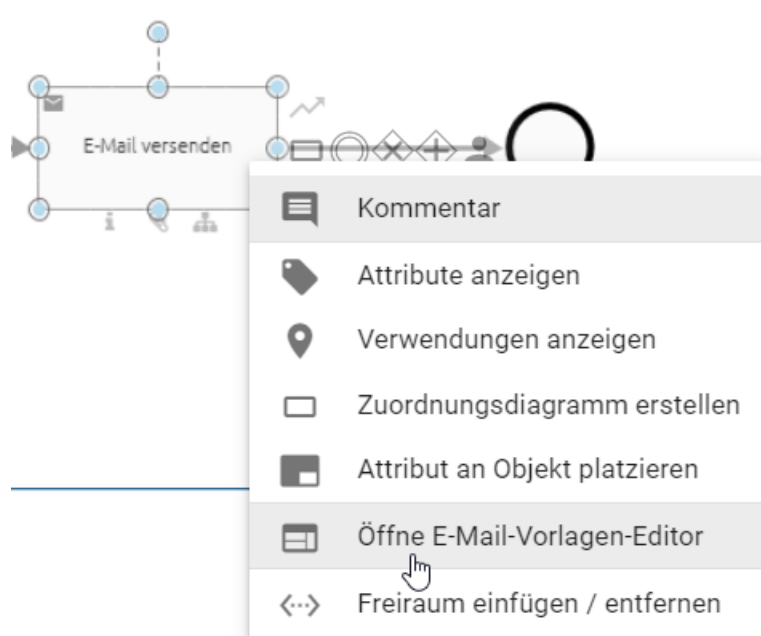 E-Mail versenden
Kommentar
Attribute anzeigen
Verwendungen anzeigen
Zuordnungsdiagramm erstellen
Attribut an Objekt platzieren
Öffne E-Mail-Vorlagen-Editor
Freiraum einfügen / entfernen